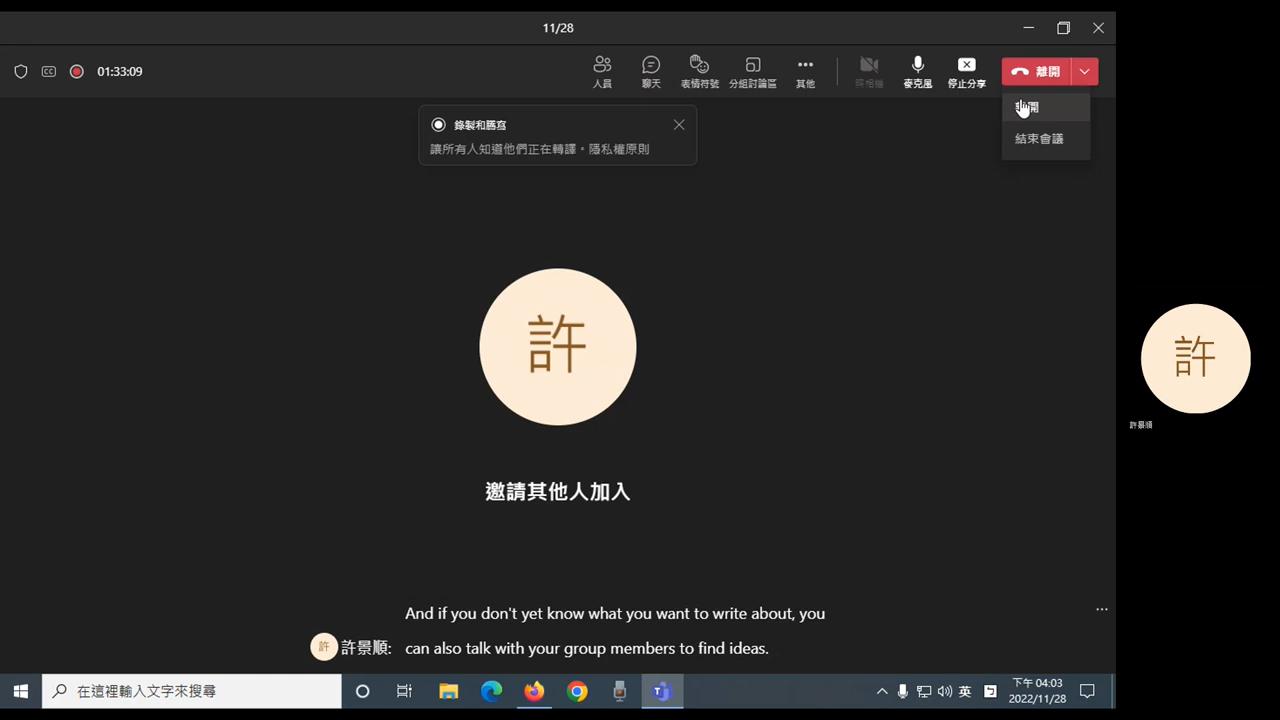 11/28
CC
01:33:09
人員
聊天
表情符號
分組討論區
其他
照相機
麥克風
停止分享
離開
錄製和謄寫
讓所有人知道他們正在轉譯。隱私權原則
開
結束會議
許
邀請其他人加入
許
許景順
And if you don't yet know what you want to write about, you
許
許景順:
can also talk with your group members to find ideas.
在這裡輸入文字來搜尋
英
下午 04:03
2022/11/28